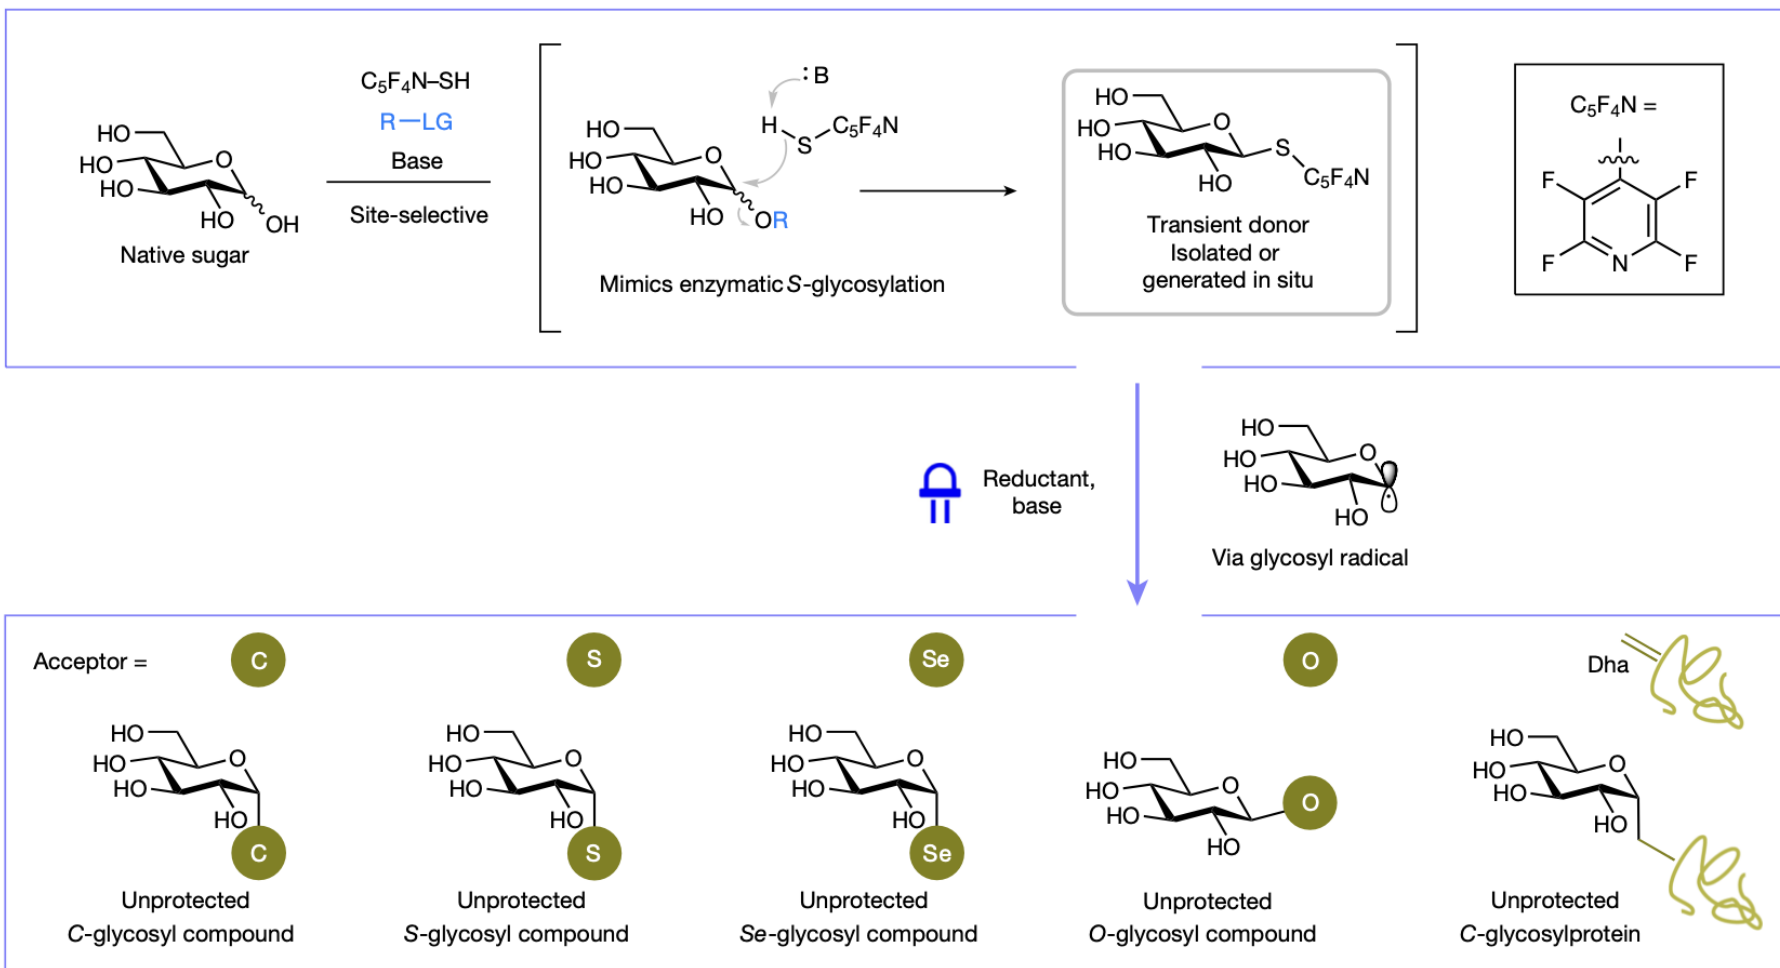 C₅F₄N–SH
R–LG
Base
Site-selective
HO
HO
HO
HO
O
OH
Native sugar
HO
HO
HO
HO
O
OR
:B
H
S
C₅F₄N
Mimics enzymatic S-glycosylation
HO
HO
HO
HO
O
S
C₅F₄N
Transient donor
Isolated or
generated in situ
C₅F₄N =
F
F
F
N
F
Reductant,
base
HO
HO
HO
HO
O
Via glycosyl radical
Acceptor =
C
S
Se
O
Dha
HO
HO
HO
HO
O
C
Unprotected
C-glycosyl compound
HO
HO
HO
HO
O
S
Unprotected
S-glycosyl compound
HO
HO
HO
HO
O
Se
Unprotected
Se-glycosyl compound
HO
HO
HO
HO
O
O
Unprotected
O-glycosyl compound
HO
HO
HO
HO
O
Unprotected
C-glycosylprotein